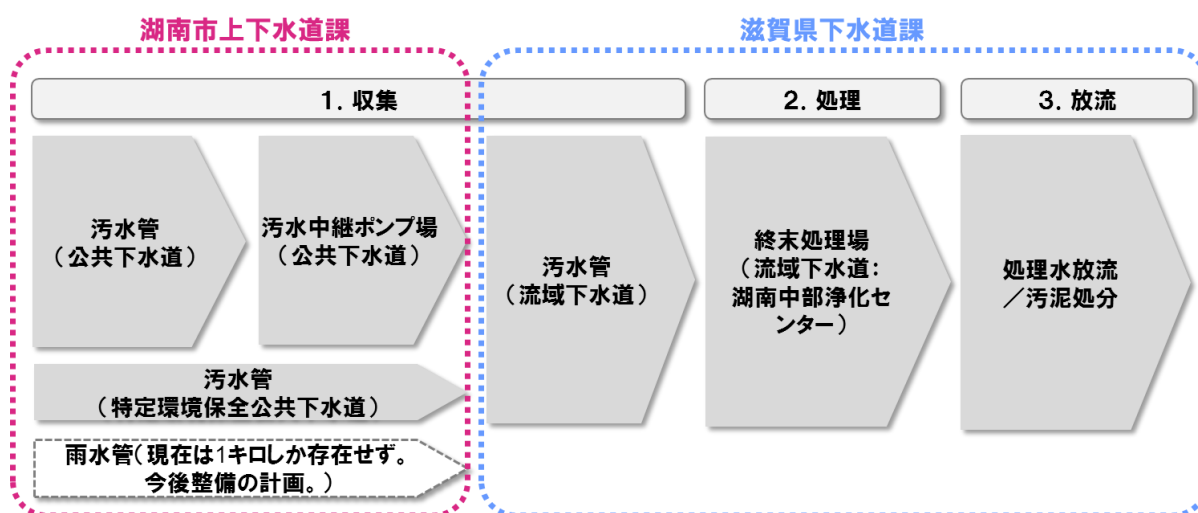 湖南市上下水道課
滋賀県下水道課
1．収集
2．処理
3．放流
汚水管
（公共下水道）
汚水中継ポンプ場
（公共下水道）
汚水管
（流域下水道）
終末処理場
（流域下水道：
湖南中部浄化セ
ンター）
処理水放流
／汚泥処分
汚水管
（特定環境保全公共下水道）
雨水管（現在は1キロしか存在せず。
今後整備の計画。）